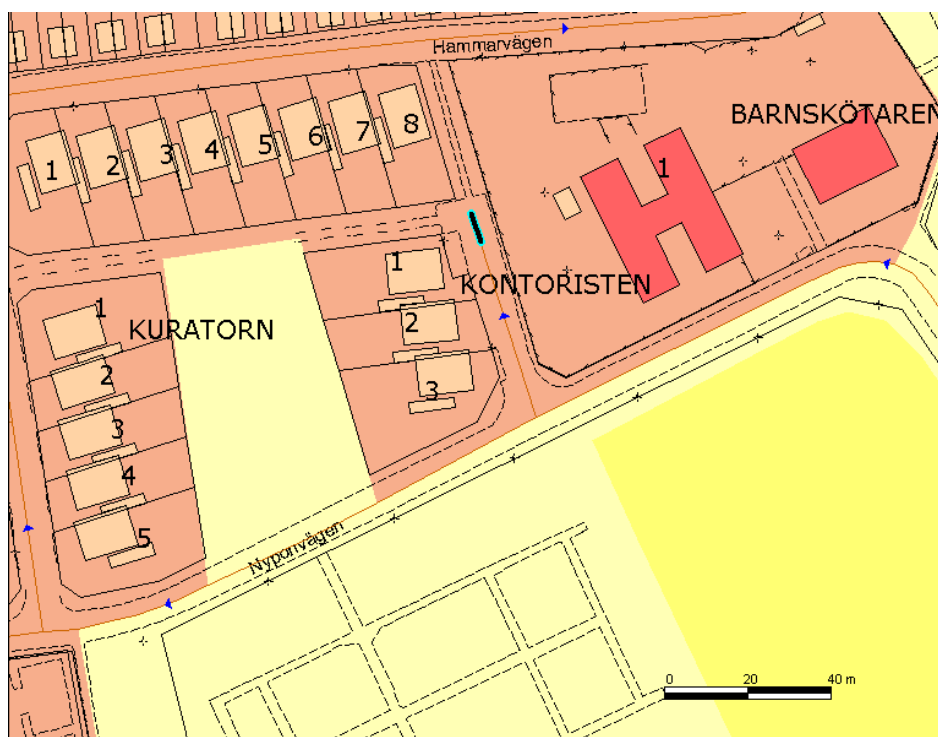 Hammarvägen
BARNSKÖTAREN
1 2 3 4 5 6 7 8
1
1
KONTORISTEN
1
KURATORN
2
2
3
3
4
5
Nyponvägen
0 20 40 m